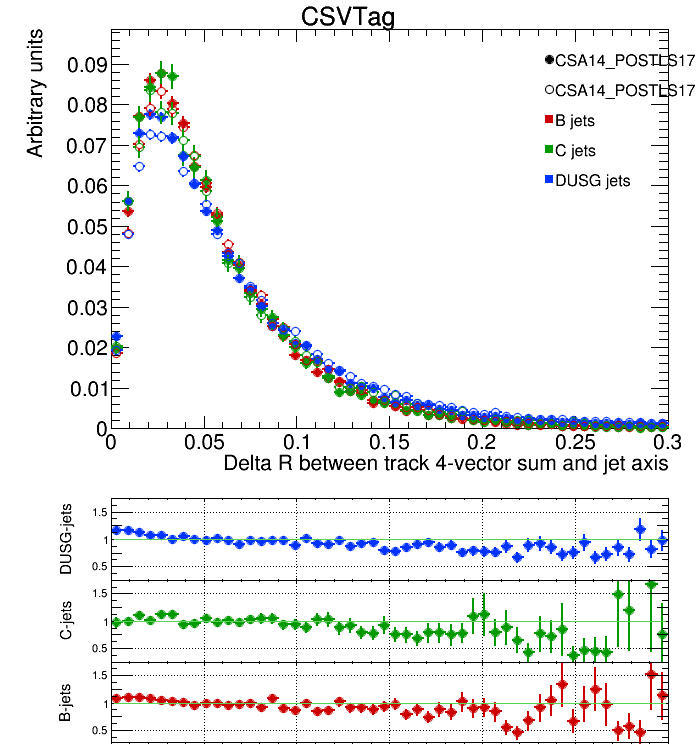 CSVTag
Arbitrary units
0.09
0.08
0.07
0.06
0.05
0.04
0.03
0.02
0.01
0
CSA14_POSTLS17
CSA14_POSTLS17
B jets
C jets
DUSG jets
0 0.05 0.1 0.15 0.2 0.25 0.3
Delta R between track 4-vector sum and jet axis
DUSG-jets
1.5
1
0.5
C-jets
1.5
1
0.5
B-jets
1.5
1
0.5